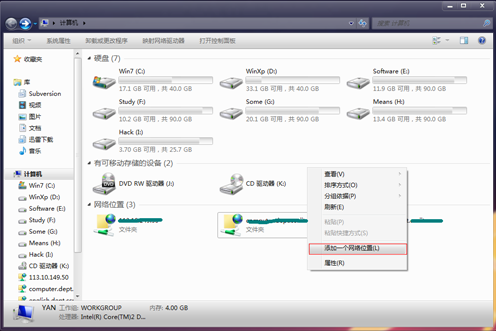 计算机
搜索 计算机
组织
系统属性
卸载或更改程序
映射网络驱动器
打开控制面板
收藏夹
库
Subversion
视频
图片
文档
迅雷下载
音乐
计算机
Win7 (C:)
WinXp (D:)
Software (E:)
Study (F:)
Some (G:)
Means (H:)
Hack (I:)
CD 驱动器 (K:)
113.10.149.50
computer.dept.
硬盘 (7)
Win7 (C:)
17.1 GB 可用，共 40.0 GB
WinXp (D:)
33.1 GB 可用，共 40.0 GB
Software (E:)
11.9 GB 可用，共 90.0 GB
Study (F:)
10.2 GB 可用，共 90.0 GB
Some (G:)
20.1 GB 可用，共 90.0 GB
Means (H:)
13.4 GB 可用，共 90.0 GB
Hack (I:)
3.70 GB 可用，共 25.7 GB
有可移动存储的设备 (2)
DVD RW 驱动器 (J:)
CD 驱动器 (K:)
网络位置 (3)
文件夹
文件夹
查看(V)
排序方式(O)
分组依据(P)
刷新(E)
粘贴(P)
粘贴快捷方式(S)
添加一个网络位置(L)
属性(R)
YAN 工作组: WORKGROUP
内存: 4.00 GB
处理器: Intel(R) Core(TM)2 D...